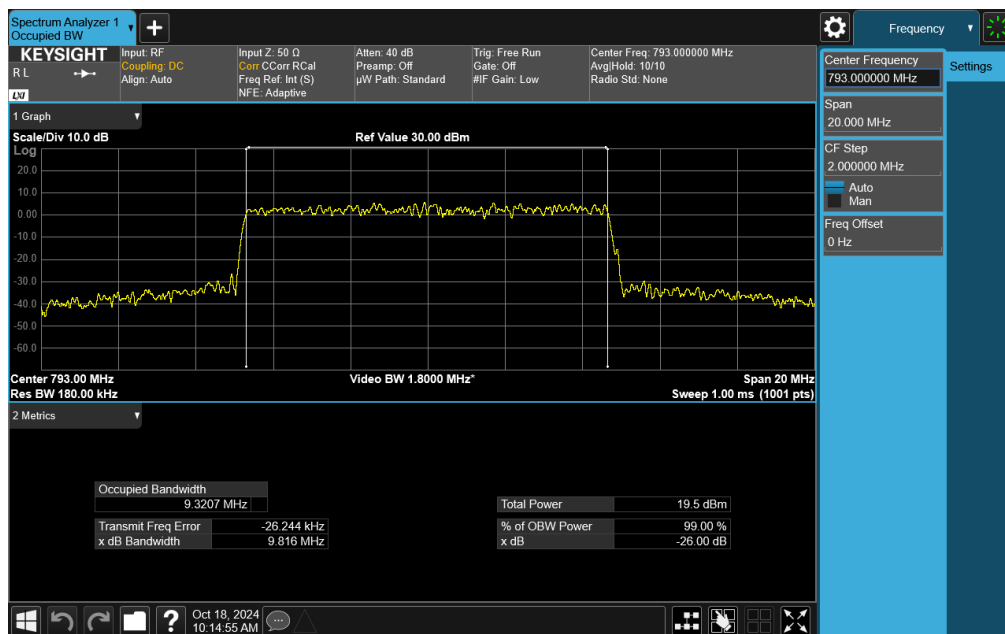 Spectrum Analyzer 1
Occupied BW
Frequency
KEYSIGHT
R L
LXI
Input: RF
Coupling: DC
Align: Auto
Input Z: 50 Ω
Corr CCorr RCal
Freq Ref: Int (S)
NFE: Adaptive
Atten: 40 dB
Preamp: Off
µW Path: Standard
Trig: Free Run
Gate: Off
#IF Gain: Low
Center Freq: 793.000000 MHz
Avg|Hold: 10/10
Radio Std: None
Center Frequency
793.000000 MHz
Settings
Span
20.000 MHz
CF Step
2.000000 MHz
Auto
Man
Freq Offset
0 Hz
1 Graph
Scale/Div 10.0 dB
Ref Value 30.00 dBm
Log
20.0
10.0
0.00
-10.0
-20.0
-30.0
-40.0
-50.0
-60.0
Center 793.00 MHz
Video BW 1.8000 MHz*
Span 20 MHz
Res BW 180.00 kHz
Sweep 1.00 ms (1001 pts)
2 Metrics
Occupied Bandwidth
9.3207 MHz
Total Power 19.5 dBm
Transmit Freq Error -26.244 kHz
% of OBW Power 99.00 %
x dB Bandwidth 9.816 MHz
x dB -26.00 dB
Oct 18, 2024
10:14:55 AM